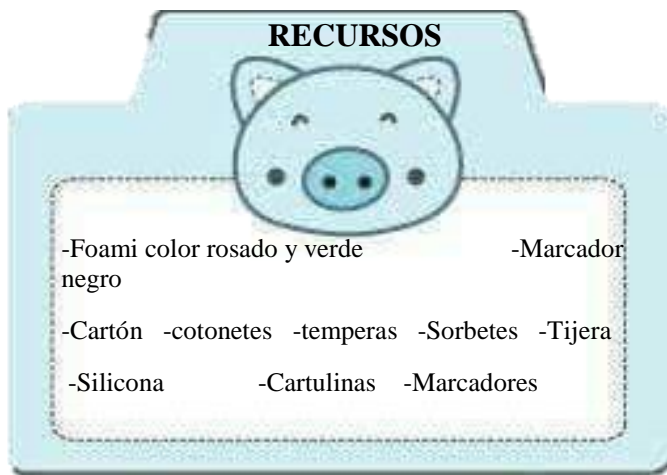 RECURSOS
-Foami color rosado y verde -Marcador
negro
-Cartón -cotonetes -temperas -Sorbetes -Tijera
-Silicona -Cartulinas -Marcadores